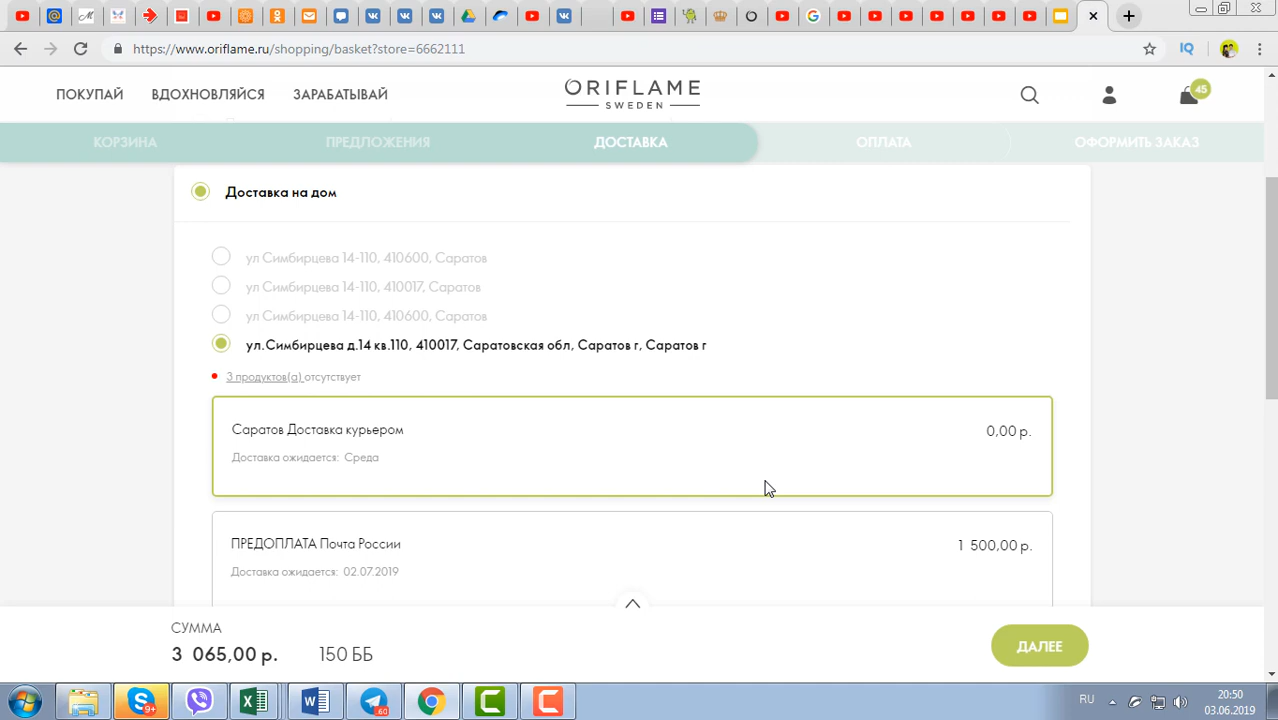 https://www.oriflame.ru/shopping/basket?store=6662111
IQ
ПОКУПАЙ ВДОХНОВЛЯЙСЯ ЗАРАБАТЫВАЙ
ORIFLAME
SWEDEN
45
КОРЗИНА ПРЕДЛОЖЕНИЯ ДОСТАВКА ОПЛАТА ОФОРМИТЬ ЗАКАЗ
Доставка на дом
ул Симбирцева 14-110, 410600, Саратов
ул Симбирцева 14-110, 410017, Саратов
ул Симбирцева 14-110, 410600, Саратов
ул.Симбирцева д.14 кв.110, 410017, Саратовская обл, Саратов г, Саратов г
3 продуктов(а) отсутствует
Саратов Доставка курьером 0,00 р.
Доставка ожидается: Среда
ПРЕДОПЛАТА Почта России 1 500,00 р.
Доставка ожидается: 02.07.2019
СУММА
3 065,00 р. 150 ББ
ДАЛЕЕ
RU
20:50
03.06.2019
9+
60